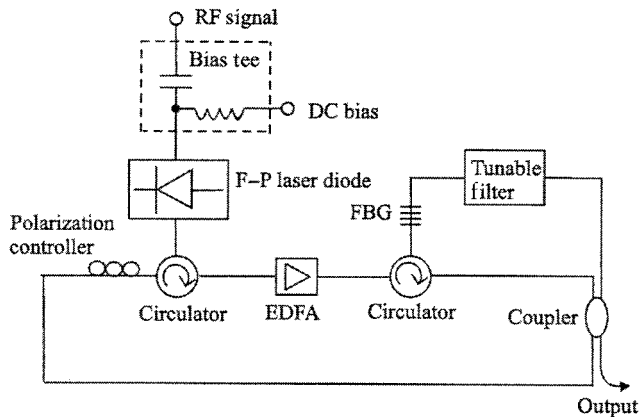 RF signal
Bias tee
DC bias
F–P laser diode
Tunable
filter
FBG
Polarization
controller
Circulator
EDFA
Circulator
Coupler
Output